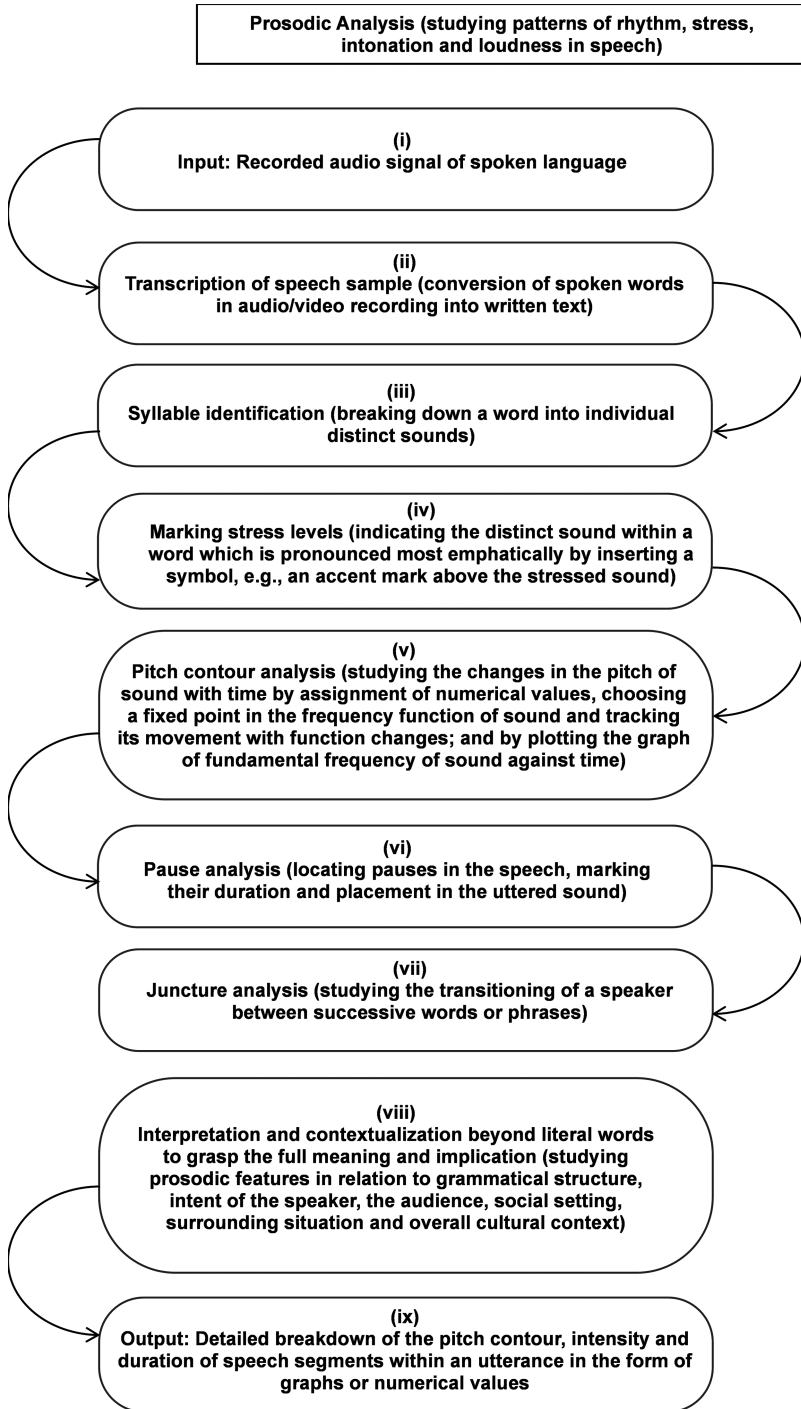 Prosodic Analysis (studying patterns of rhythm, stress,
intonation and loudness in speech)
(i)
Input: Recorded audio signal of spoken language
(ii)
Transcription of speech sample (conversion of spoken words
in audio/video recording into written text)
(iii)
Syllable identification (breaking down a word into individual
distinct sounds)
(iv)
Marking stress levels (indicating the distinct sound within a
word which is pronounced most emphatically by inserting a
symbol, e.g., an accent mark above the stressed sound)
(v)
Pitch contour analysis (studying the changes in the pitch of
sound with time by assignment of numerical values, choosing
a fixed point in the frequency function of sound and tracking
its movement with function changes; and by plotting the graph
of fundamental frequency of sound against time)
(vi)
Pause analysis (locating pauses in the speech, marking
their duration and placement in the uttered sound)
(vii)
Juncture analysis (studying the transitioning of a speaker
between successive words or phrases)
(viii)
Interpretation and contextualization beyond literal words
to grasp the full meaning and implication (studying
prosodic features in relation to grammatical structure,
intent of the speaker, the audience, social setting,
surrounding situation and overall cultural context)
(ix)
Output: Detailed breakdown of the pitch contour, intensity and
duration of speech segments within an utterance in the form of
graphs or numerical values